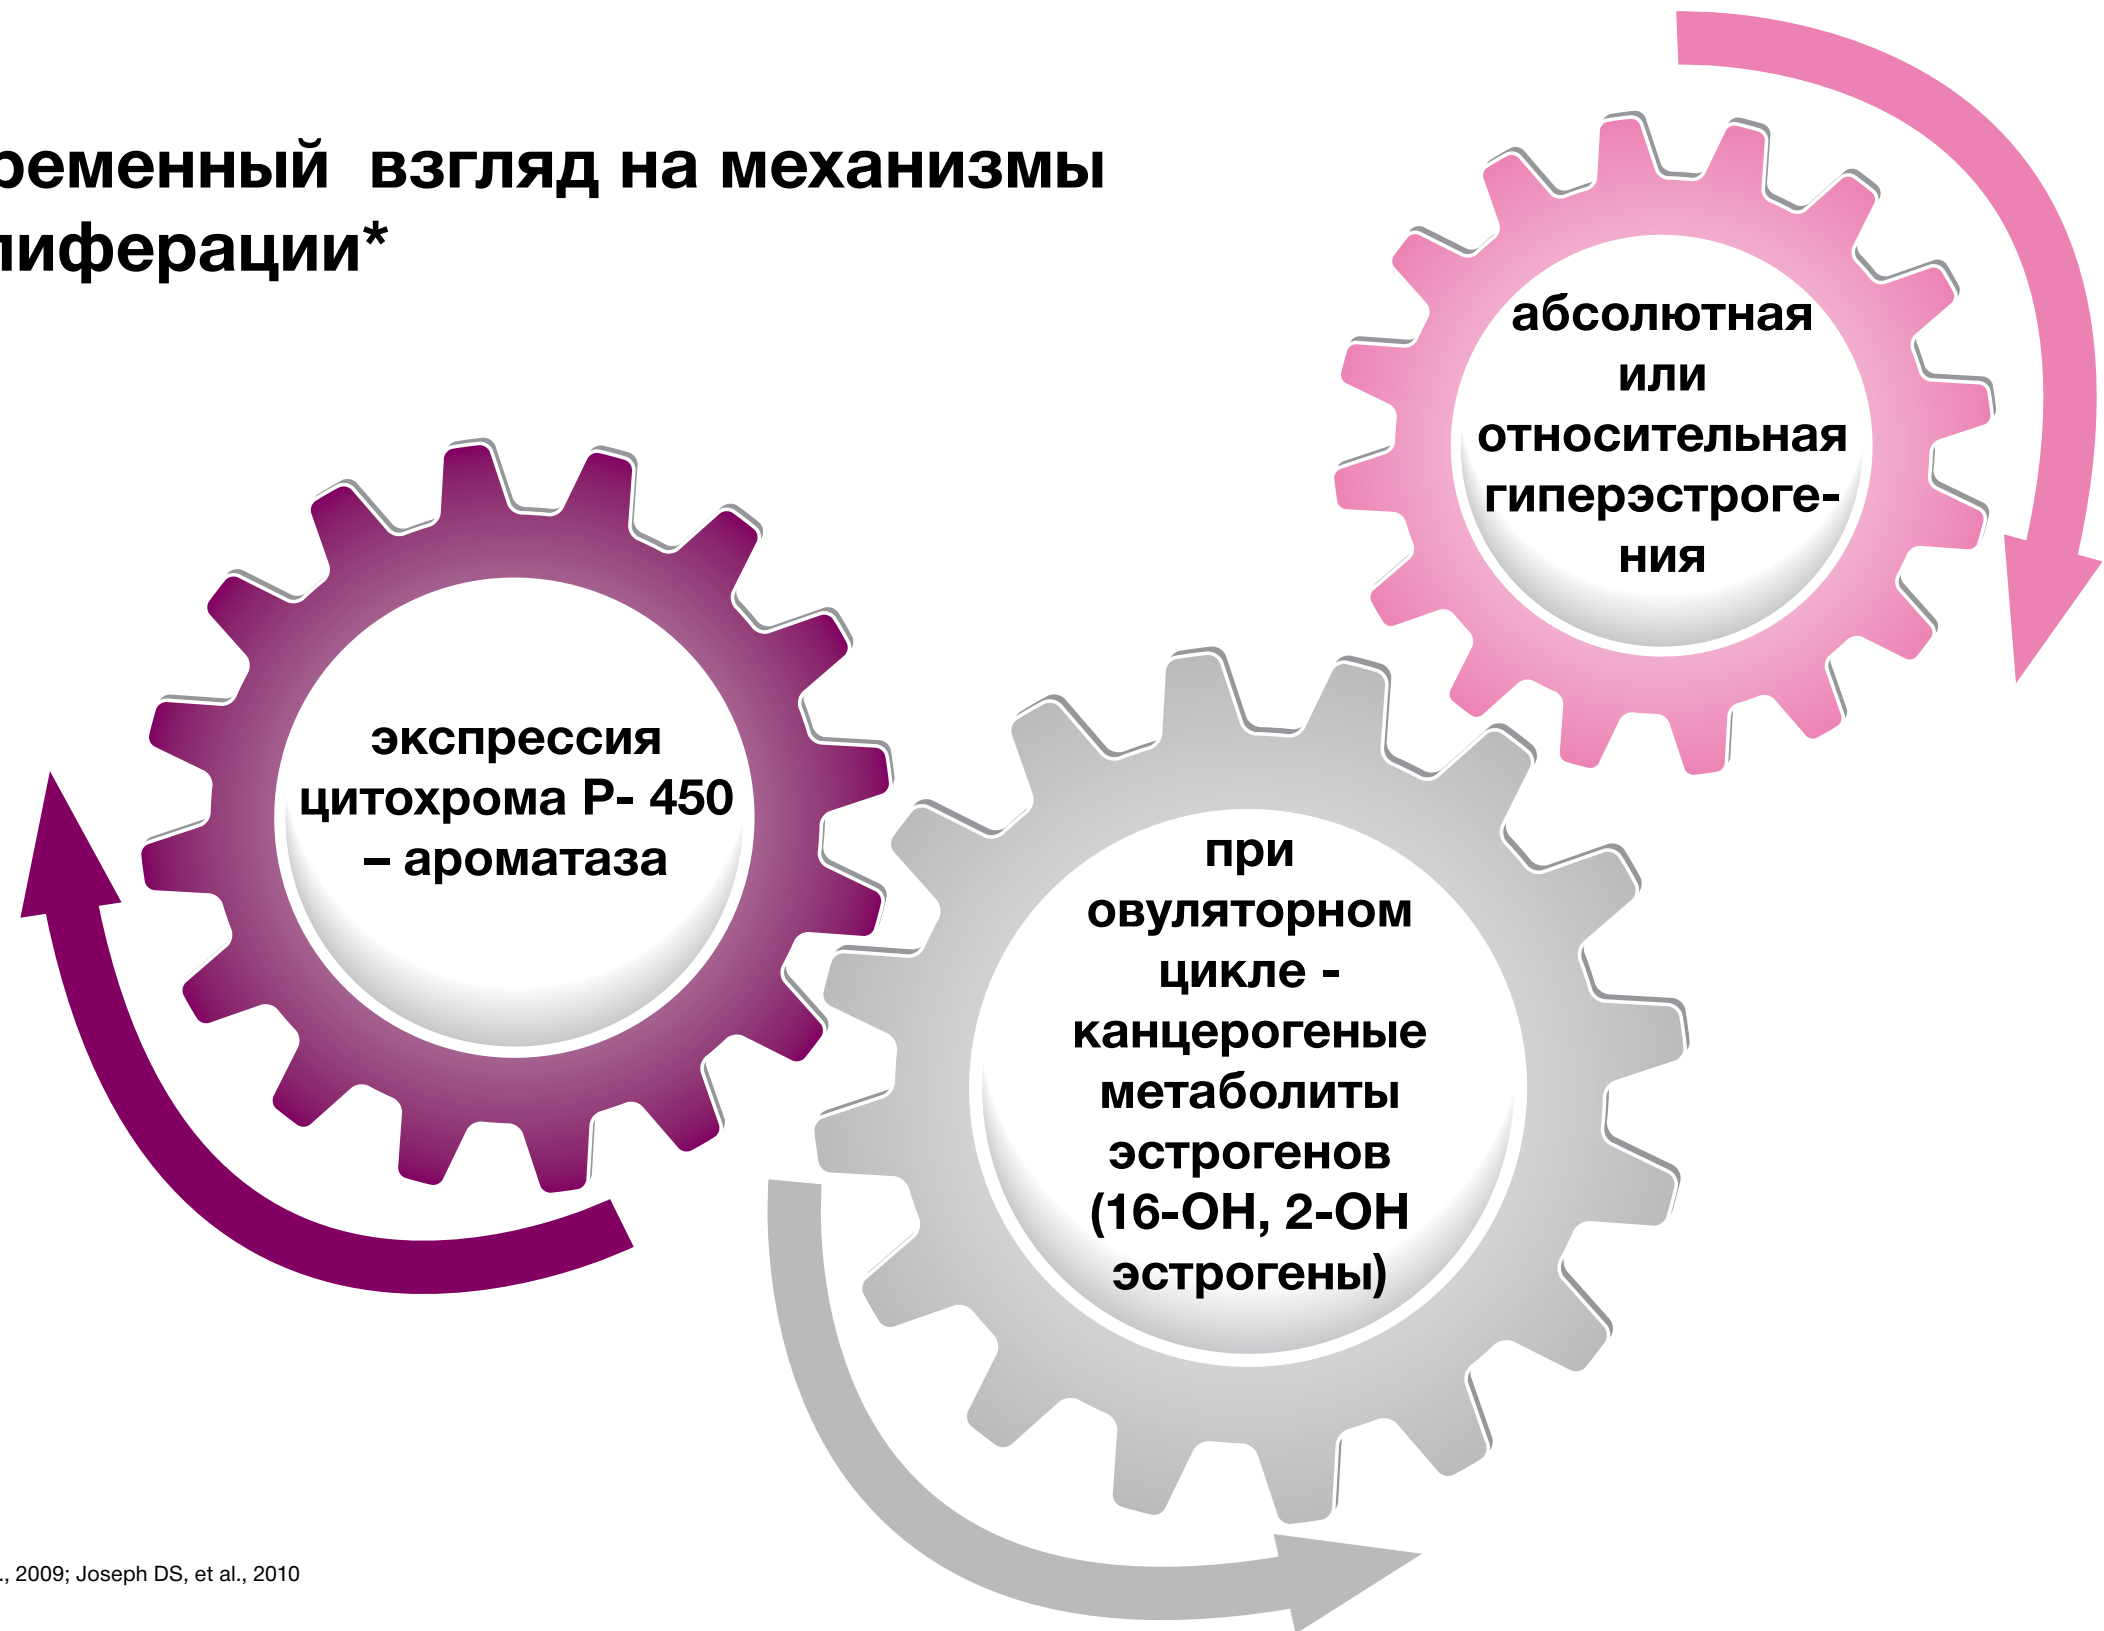 ременный взгляд на механизмы
лиферации*
абсолютная
или
относительная
гиперэстроге-
ния
экспрессия
цитохрома Р- 450
– ароматаза
при
овуляторном
цикле -
канцерогеные
метаболиты
эстрогенов
(16-ОН, 2-ОН
эстрогены)
., 2009; Joseph DS, et al., 2010